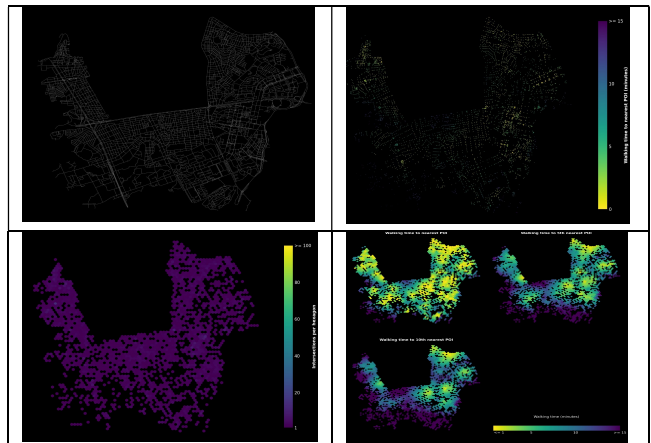 >= 15
10
5
0
Walking time to nearest POI (minutes)
>= 100
80
60
40
20
1
Intersections per hexagon
Walking time to nearest POI
Walking time to 5th nearest POI
Walking time to 10th nearest POI
Walking time (minutes)
5
10
>= 15